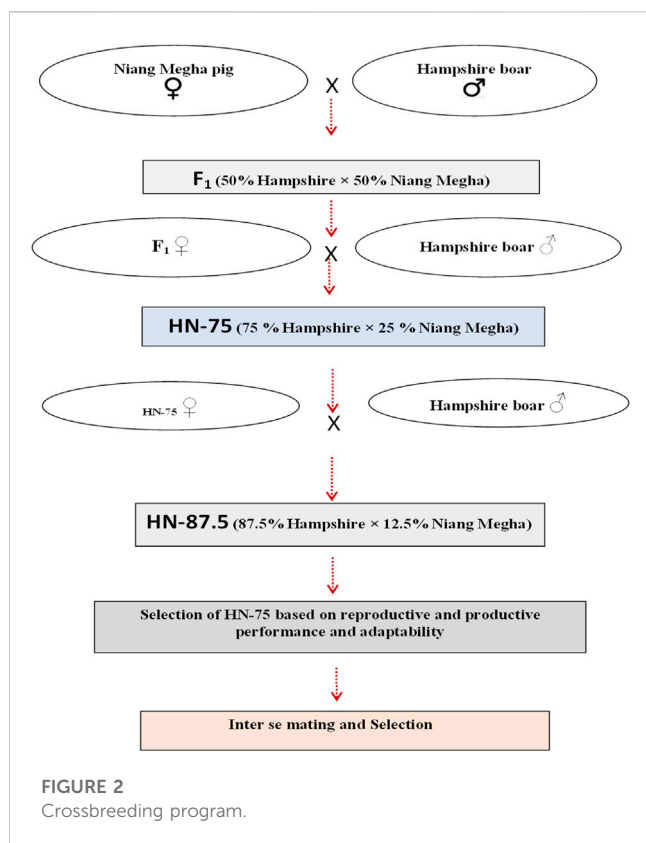 Niang Megha pig
♀
X
Hampshire boar
♂
F₁ (50% Hampshire × 50% Niang Megha)
F₁ ♀
X
Hampshire boar ♂
HN-75 (75 % Hampshire × 25 % Niang Megha)
HN-75 ♀
X
Hampshire boar ♂
HN-87.5 (87.5% Hampshire × 12.5% Niang Megha)
Selection of HN-75 based on reproductive and productive
performance and adaptability
Inter se mating and Selection
FIGURE 2
Crossbreeding program.